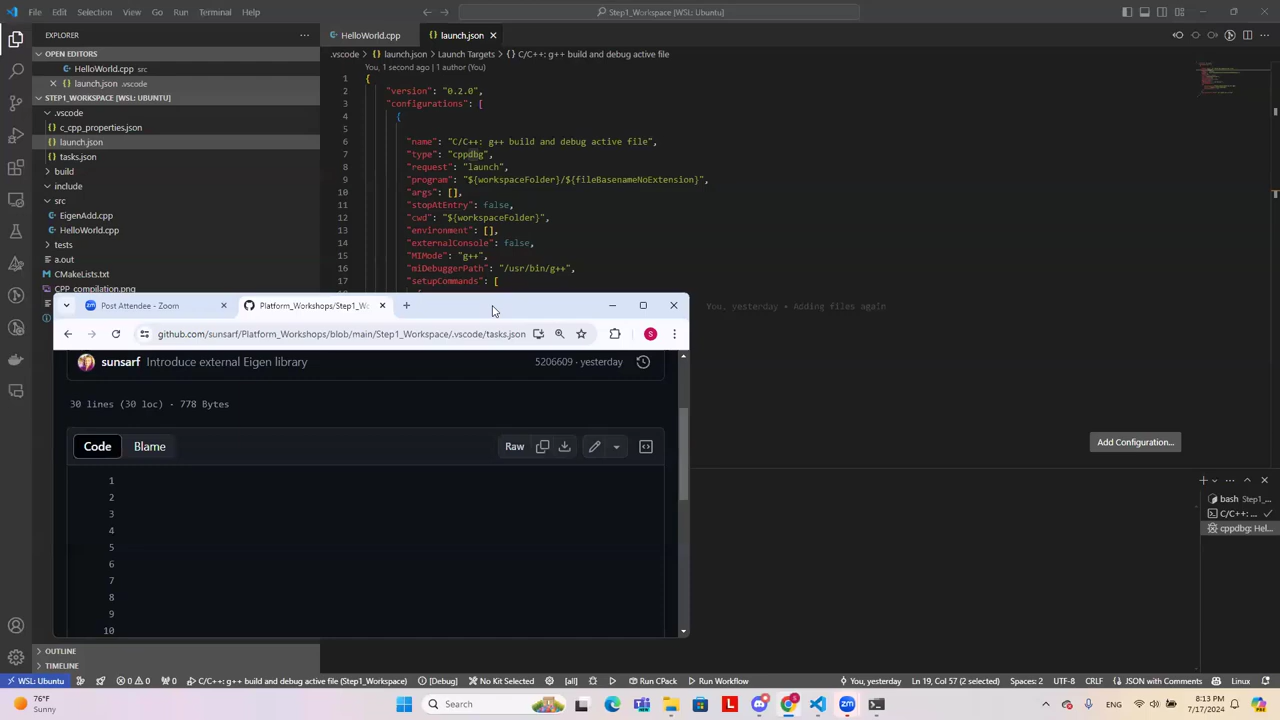 File Edit Selection View Go Run Terminal Help
Step1_Workspace [WSL: Ubuntu]
EXPLORER
HelloWorld.cpp
launch.json
.vscode > launch.json > Launch Targets > {} C/C++: g++ build and debug active file
You, 1 second ago | 1 author (You)
OPEN EDITORS
HelloWorld.cpp src
launch.json .vscode
STEP1_WORKSPACE [WSL: UBUNTU]
.vscode
c_cpp_properties.json
launch.json
tasks.json
build
include
src
EigenAdd.cpp
HelloWorld.cpp
tests
a.out
CMakeLists.txt
CPP_compilation.png
1 {
2 "version": "0.2.0",
3 "configurations": [
4 {
5
6 "name": "C/C++: g++ build and debug active file",
7 "type": "cppdbg",
8 "request": "launch",
9 "program": "${workspaceFolder}/${fileBasenameNoExtension}",
10 "args": [],
11 "stopAtEntry": false,
12 "cwd": "${workspaceFolder}",
13 "environment": [],
14 "externalConsole": false,
15 "MIMode": "g++",
16 "miDebuggerPath": "/usr/bin/g++",
17 "setupCommands": [
You, yesterday • Adding files again
Add Configuration...
Post Attendee - Zoom
Platform_Workshops/Step1_Wo
github.com/sunsarf/Platform_Workshops/blob/main/Step1_Workspace/.vscode/tasks.json
S
sunsarf Introduce external Eigen library 5206609 · yesterday
30 lines (30 loc) · 778 Bytes
Code Blame Raw
1
2
3
4
5
6
7
8
9
10
bash Step1_...
C/C++: ...
cppdbg: Hel...
OUTLINE
TIMELINE
WSL: Ubuntu 0 0 C/C++: g++ build and debug active file (Step1_Workspace) [Debug] No Kit Selected [all] Run CPack Run Workflow You, yesterday Ln 19, Col 57 (2 selected) Spaces: 2 UTF-8 CRLF {} JSON with Comments Linux
76°F
Sunny
Search
ENG
8:13 PM
7/17/2024